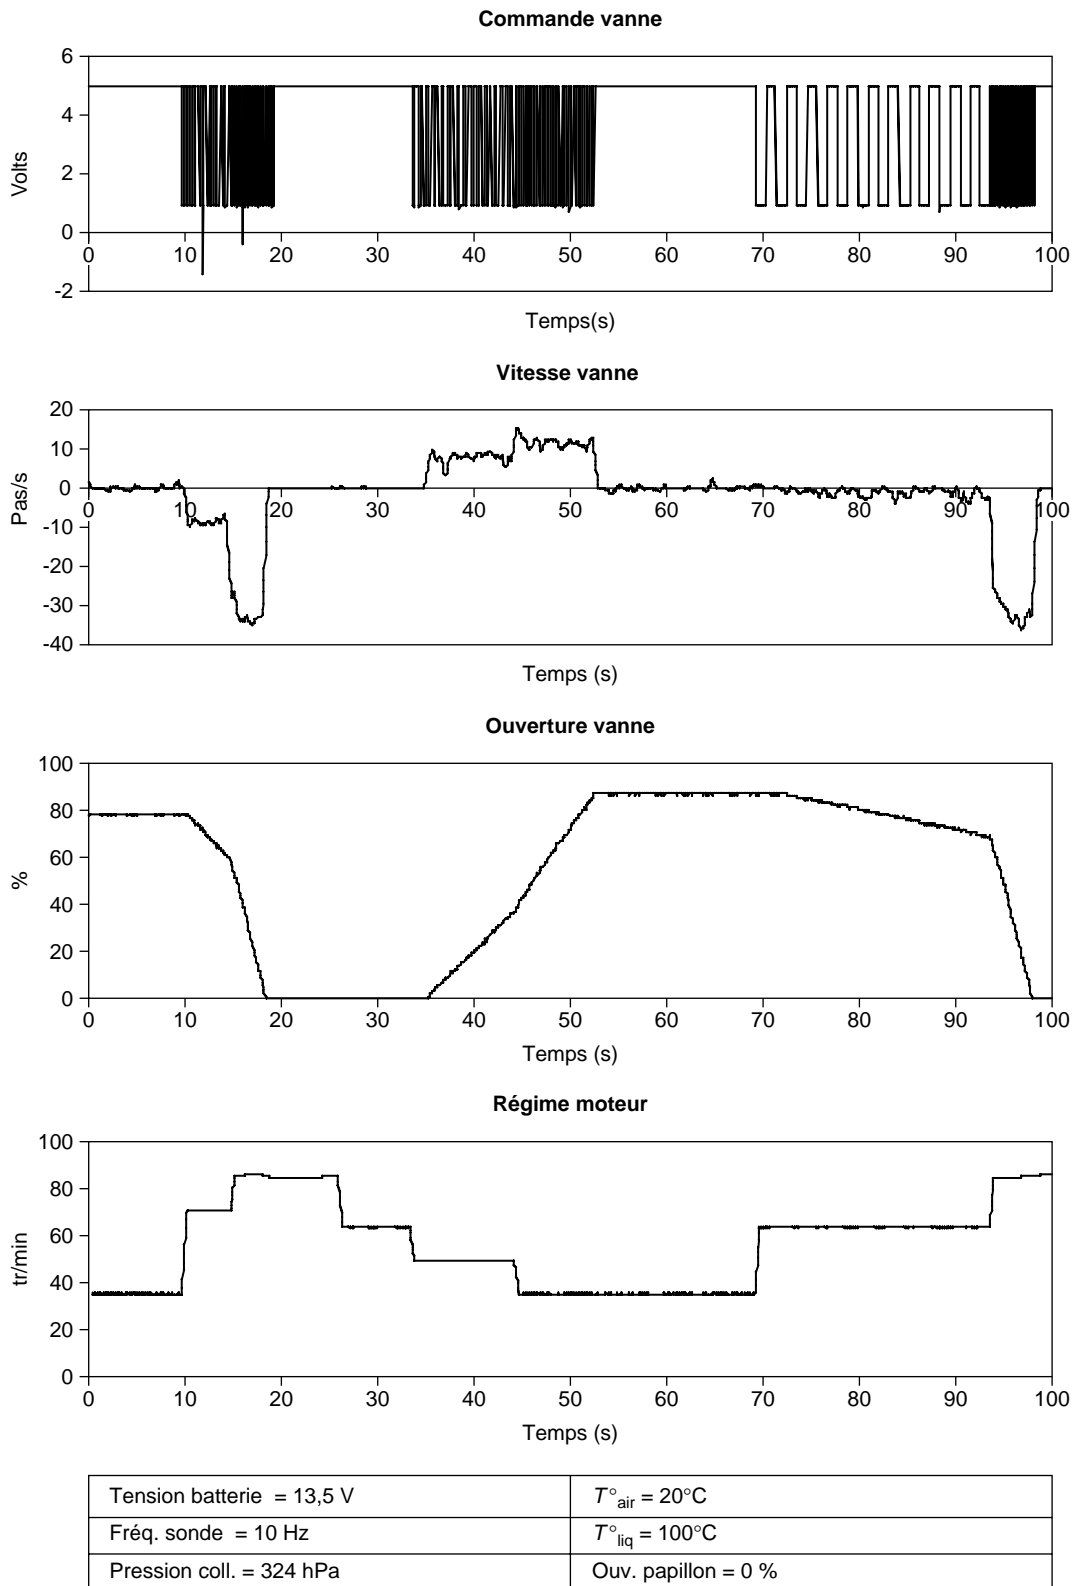 Commande vanne
6
4
2
0
-2
Volts
0 10 20 30 40 50 60 70 80 90 100
Temps(s)
Vitesse vanne
20
10
0
-10
-20
-30
-40
Pas/s
0 10 20 30 40 50 60 70 80 90 100
Temps (s)
Ouverture vanne
100
80
60
40
20
0
%
0 10 20 30 40 50 60 70 80 90 100
Temps (s)
Régime moteur
100
80
60
40
20
0
tr/min
0 10 20 30 40 50 60 70 80 90 100
Temps (s)
Tension batterie = 13,5 V
T°air = 20°C
Fréq. sonde = 10 Hz
T°liq = 100°C
Pression coll. = 324 hPa
Ouv. papillon = 0 %